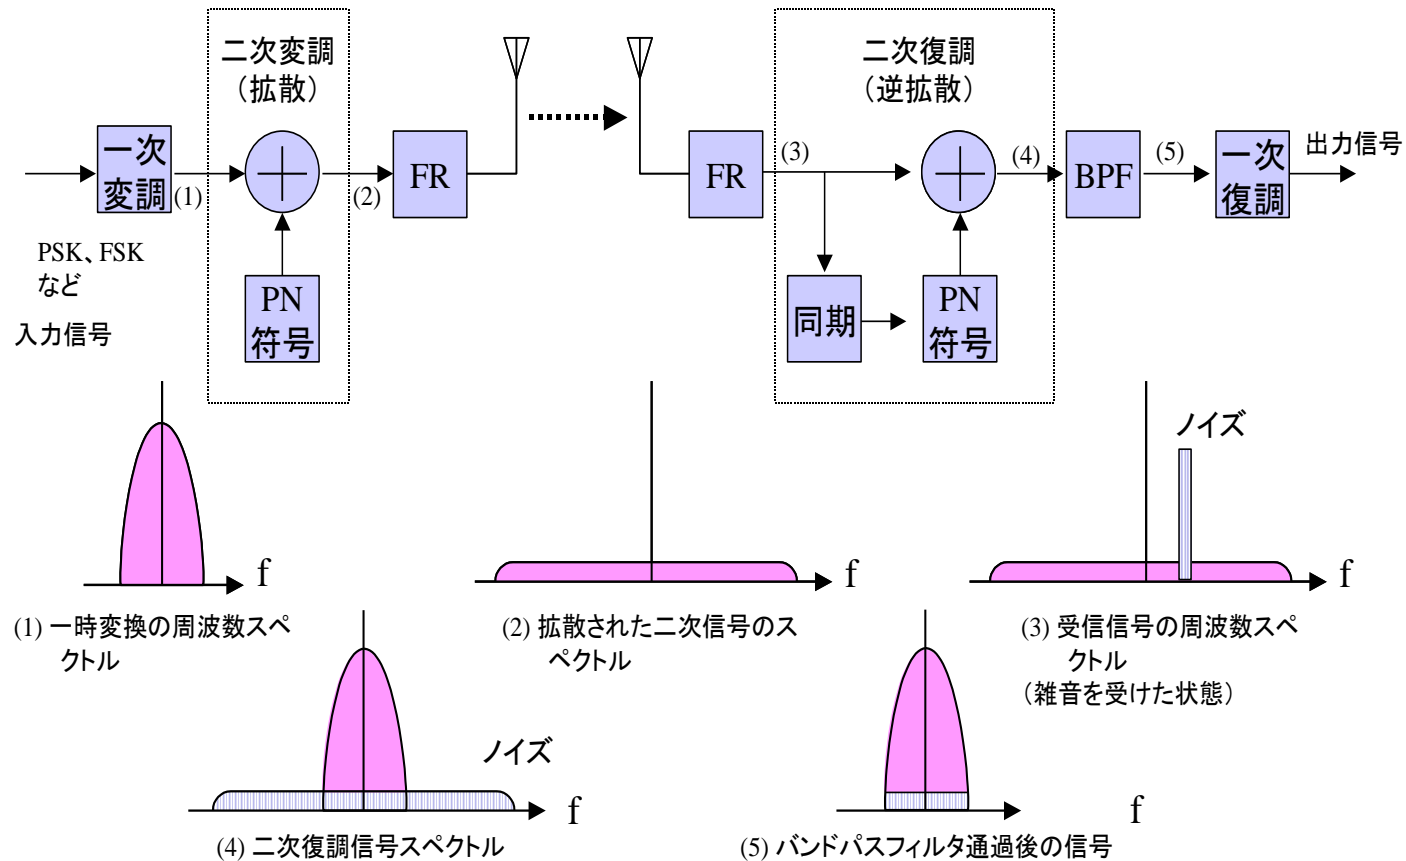 二次変調
（拡散）
二次復調
（逆拡散）
一次
変調
(1)
(2)
FR
FR
(3)
(4)
BPF
(5)
一次
復調
出力信号
PSK、FSK
など
入力信号
PN
符号
同期
PN
符号
ノイズ
f
f
f
(1) 一時変換の周波数スペ
クトル
(2) 拡散された二次信号のス
ペクトル
(3) 受信信号の周波数スペ
クトル
（雑音を受けた状態）
ノイズ
f
f
(4) 二次復調信号スペクトル
(5) バンドパスフィルタ通過後の信号